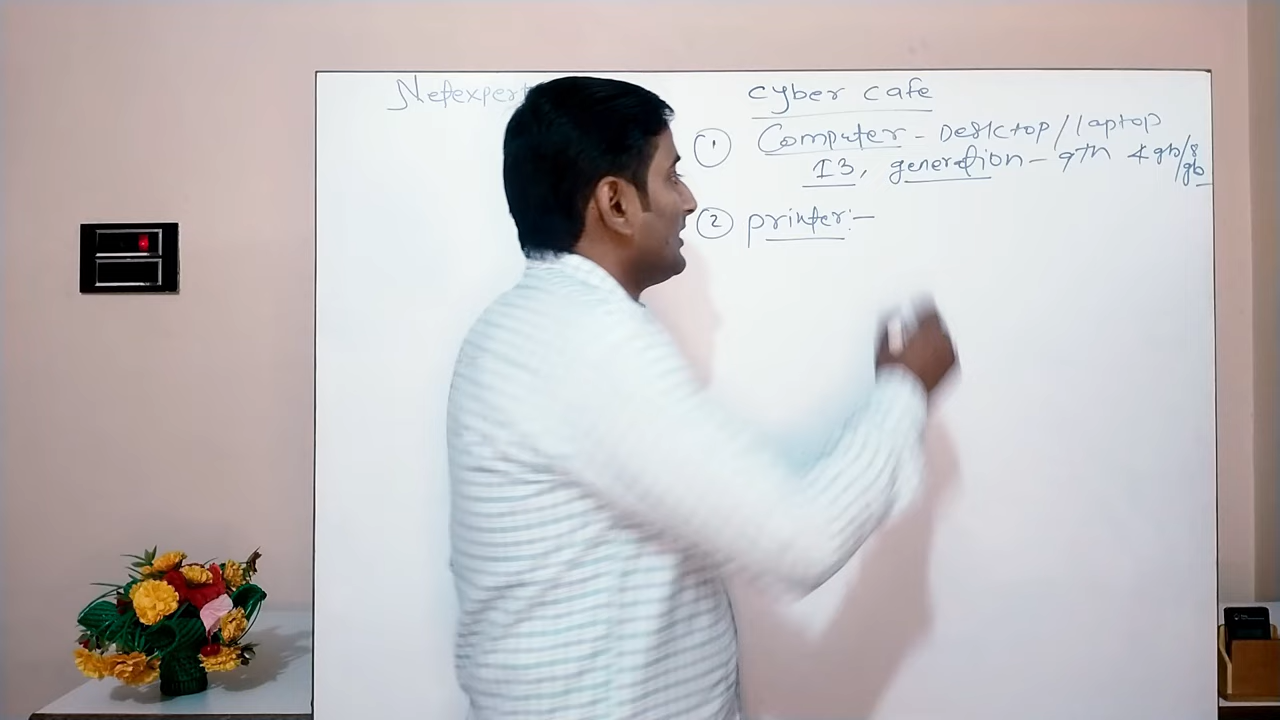 Netexpert
cyber cafe
① Computer - Desktop/laptop
I3, generation - 9th 4gb/8gb
② printer:-